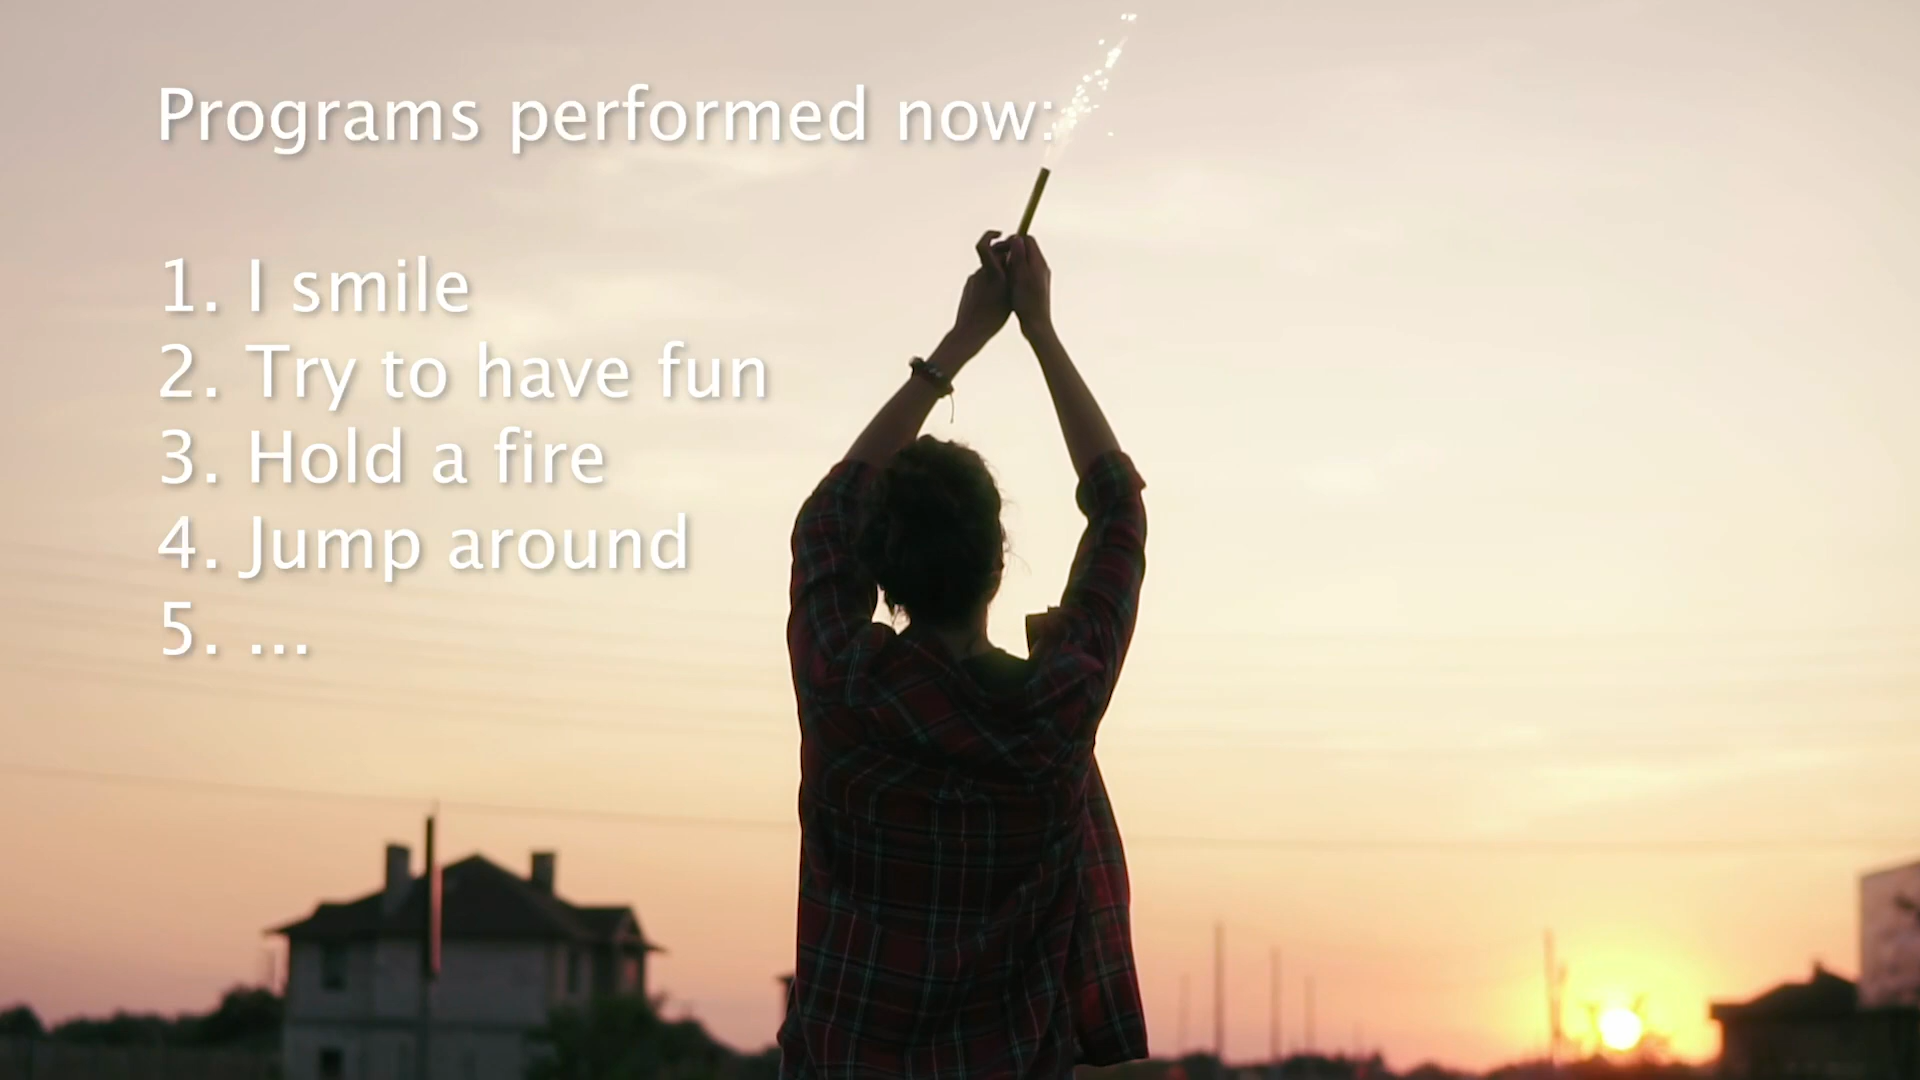 Programs performed now:
1. I smile
2. Try to have fun
3. Hold a fire
4. Jump around
5. ...